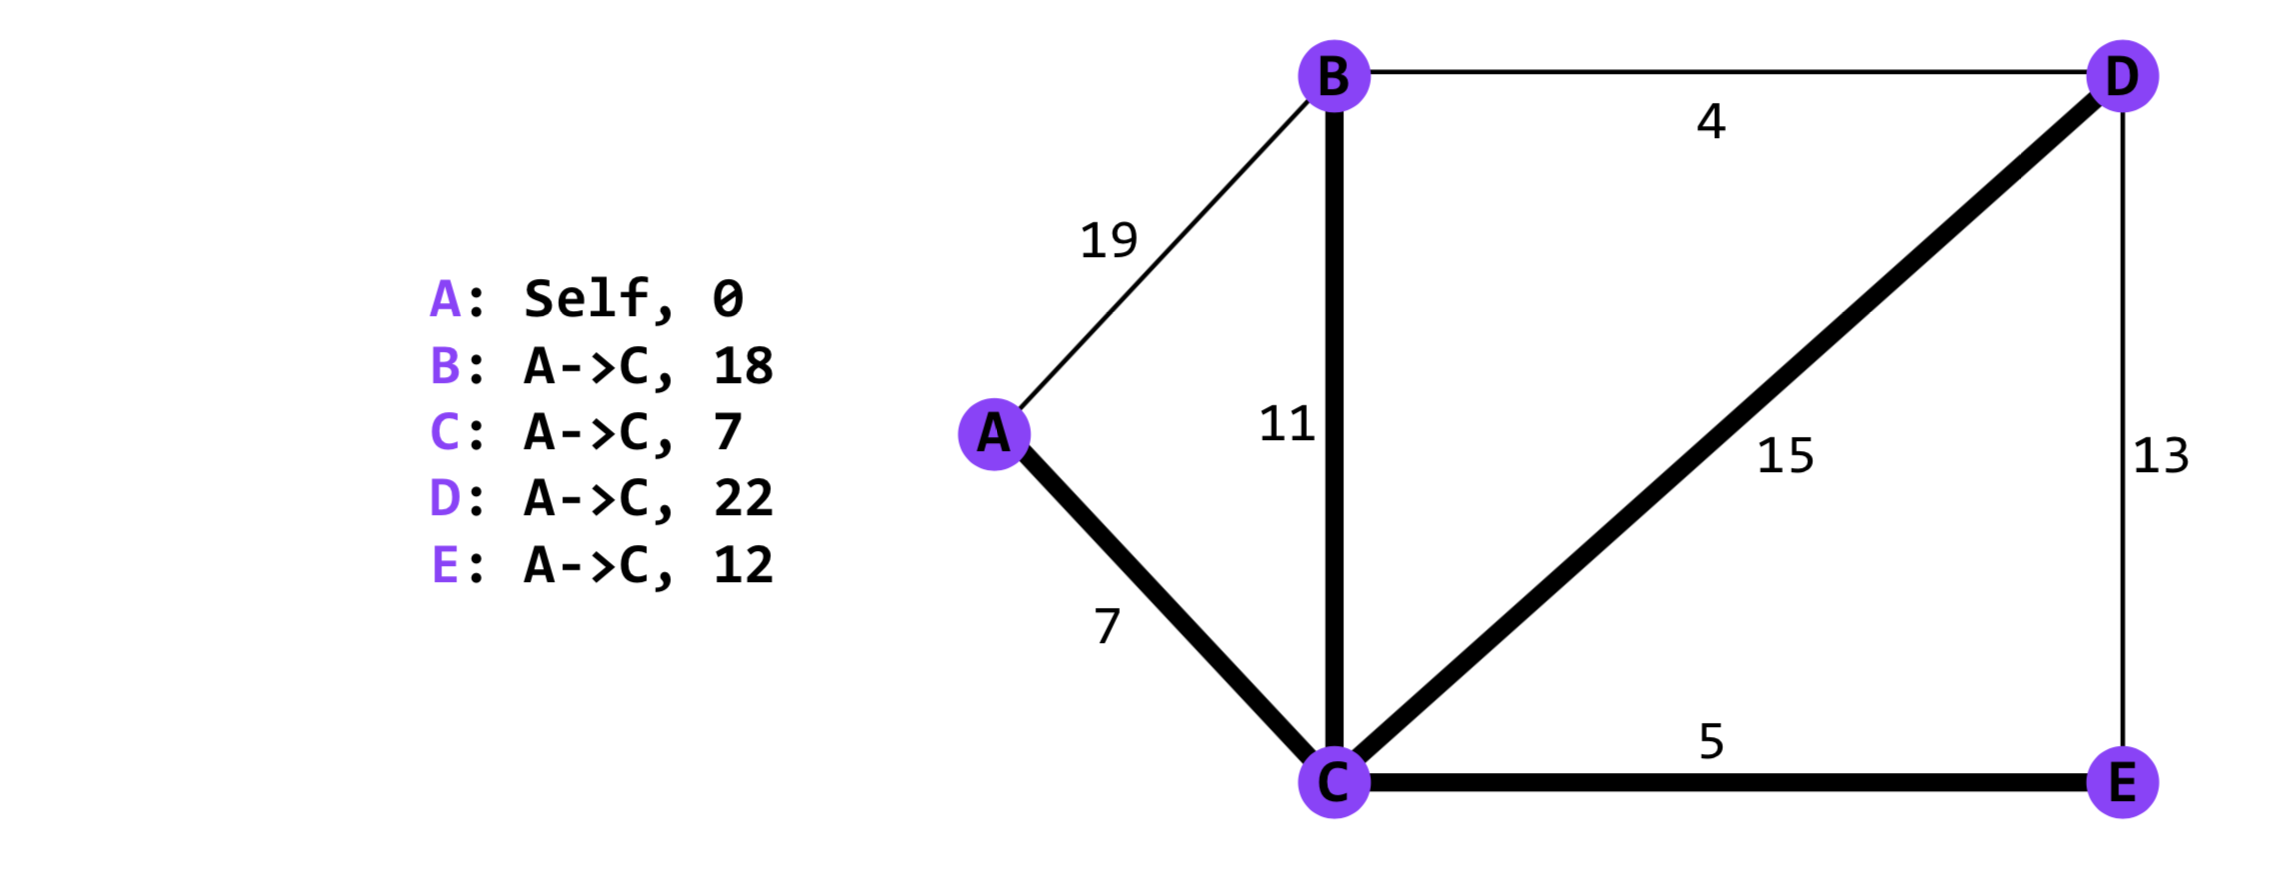 A: Self, 0
B: A->C, 18
C: A->C, 7
D: A->C, 22
E: A->C, 12
B
D
4
19
A
11
15
13
7
5
C
E